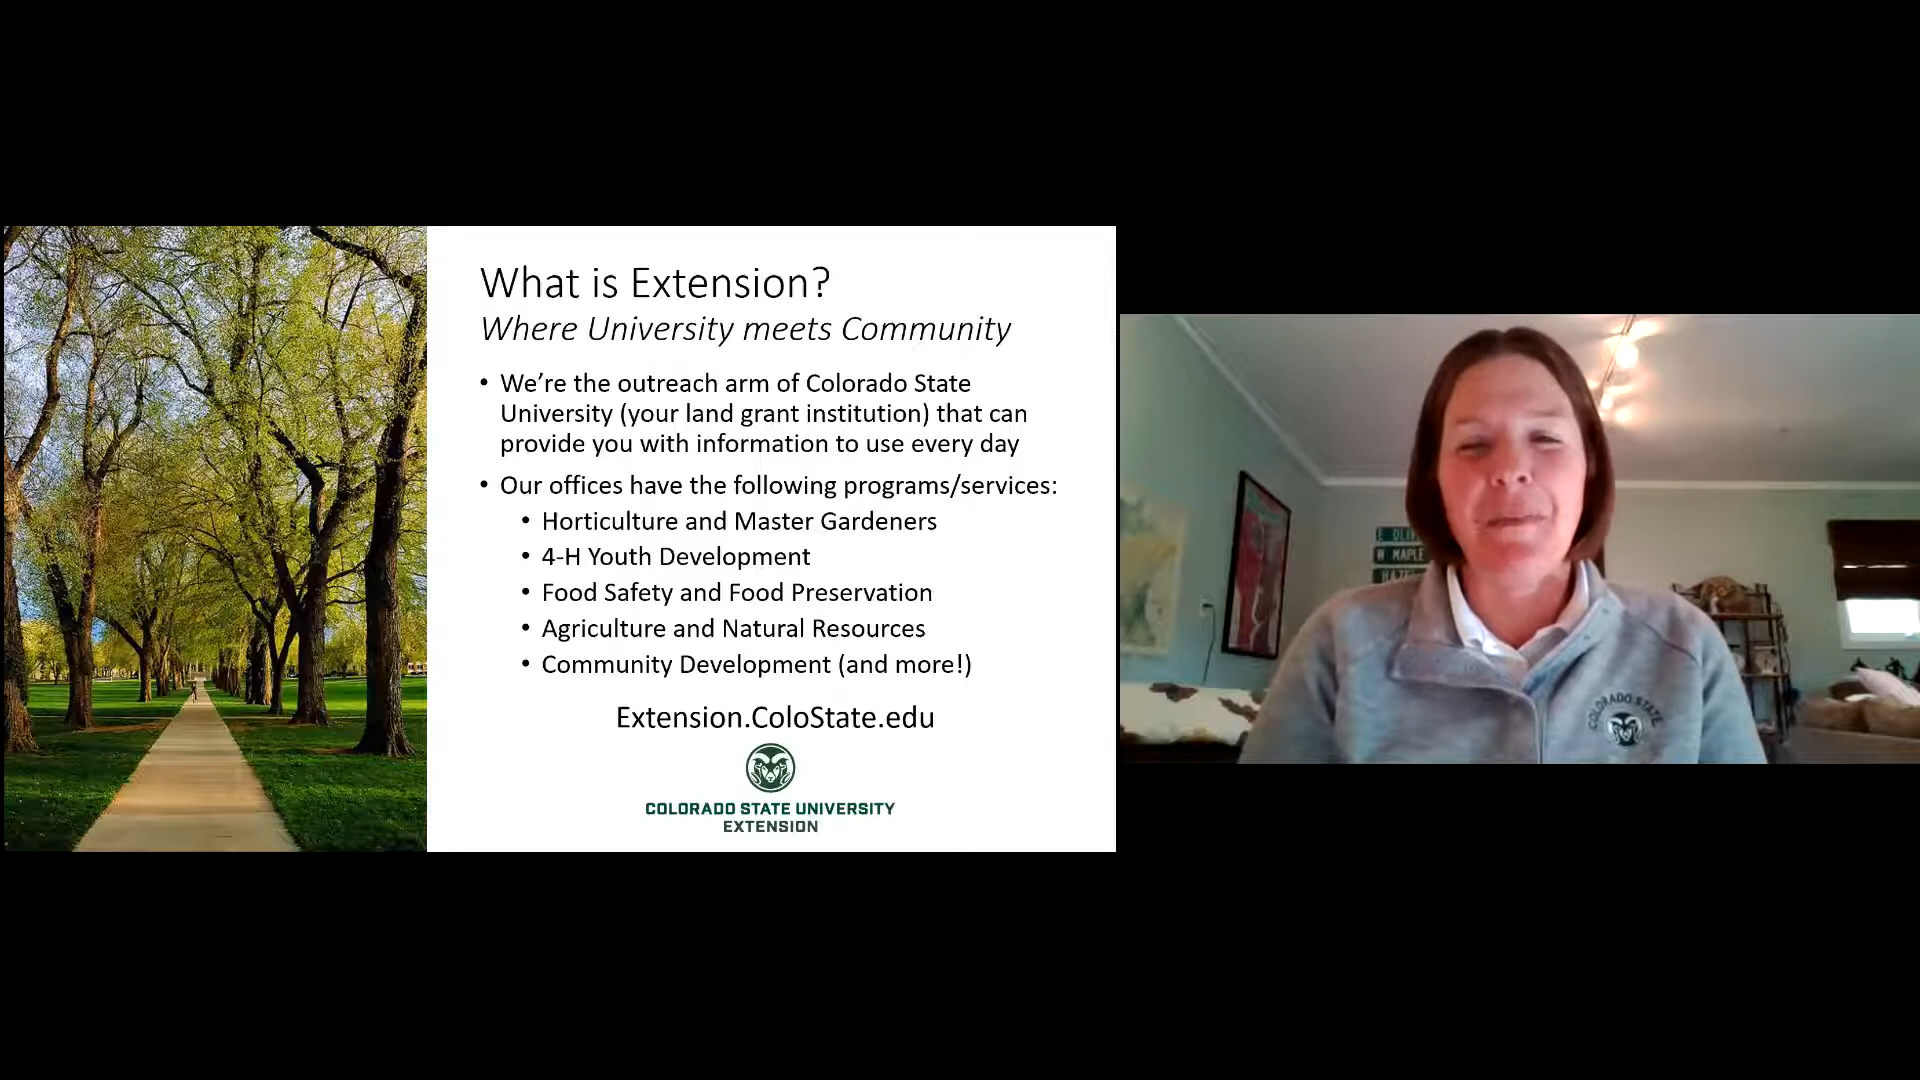 What is Extension?
Where University meets Community
• We’re the outreach arm of Colorado State
University (your land grant institution) that can
provide you with information to use every day
• Our offices have the following programs/services:
• Horticulture and Master Gardeners
• 4-H Youth Development
• Food Safety and Food Preservation
• Agriculture and Natural Resources
• Community Development (and more!)
Extension.ColoState.edu
COLORADO STATE UNIVERSITY
EXTENSION
W MAPLE
COLORADO STATE